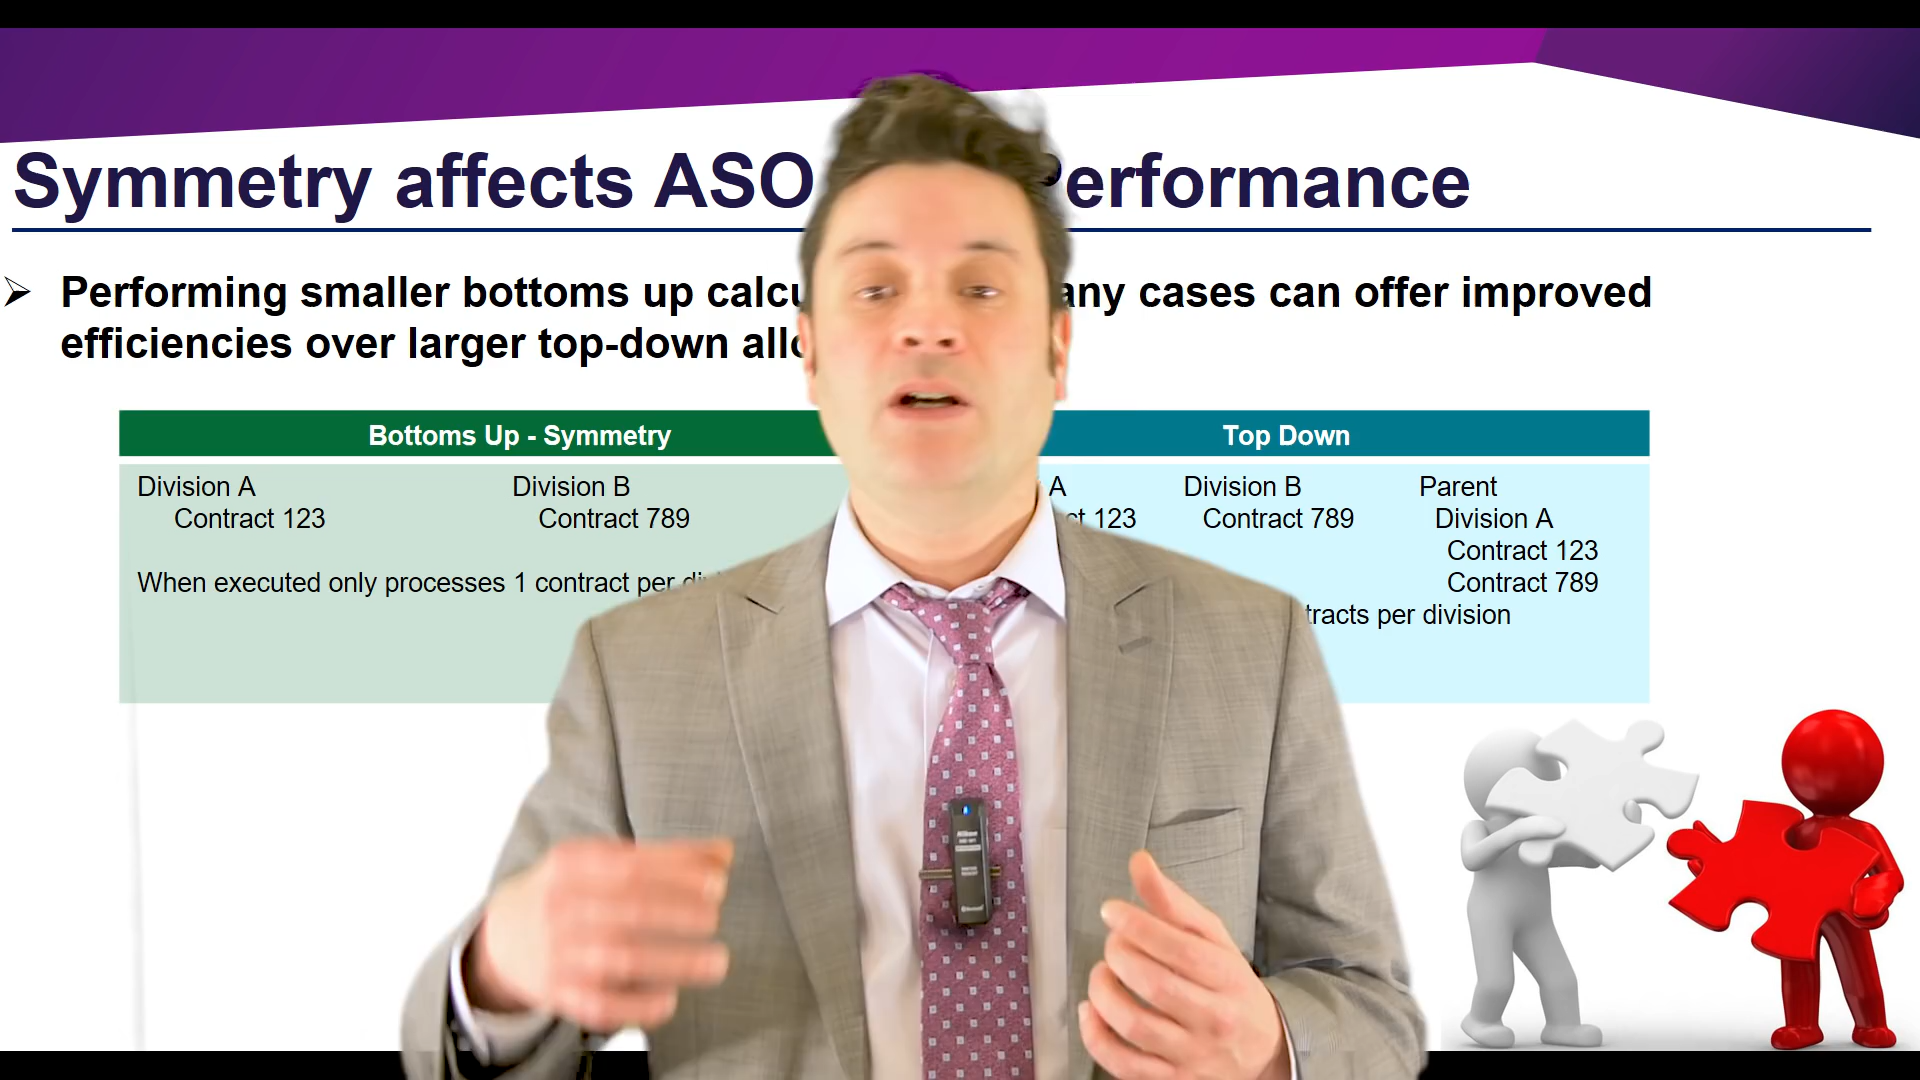 Symmetry affects ASO erformance
Performing smaller bottoms up any cases can offer improved
efficiencies over larger top-down
Bottoms Up - Symmetry
Division A Division B
Contract 123 Contract 789
When executed only processes 1 contract per
Top Down
A Division B Parent
123 Contract 789 Division A
Contract 123
Contract 789
tracts per division